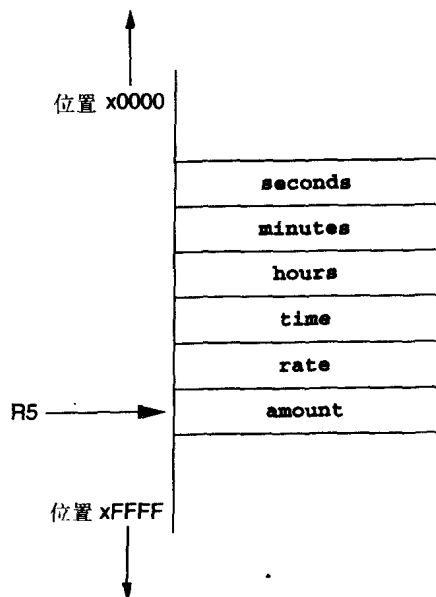 位置 x0000
seconds
minutes
hours
time
rate
R5
amount
位置 xFFFF